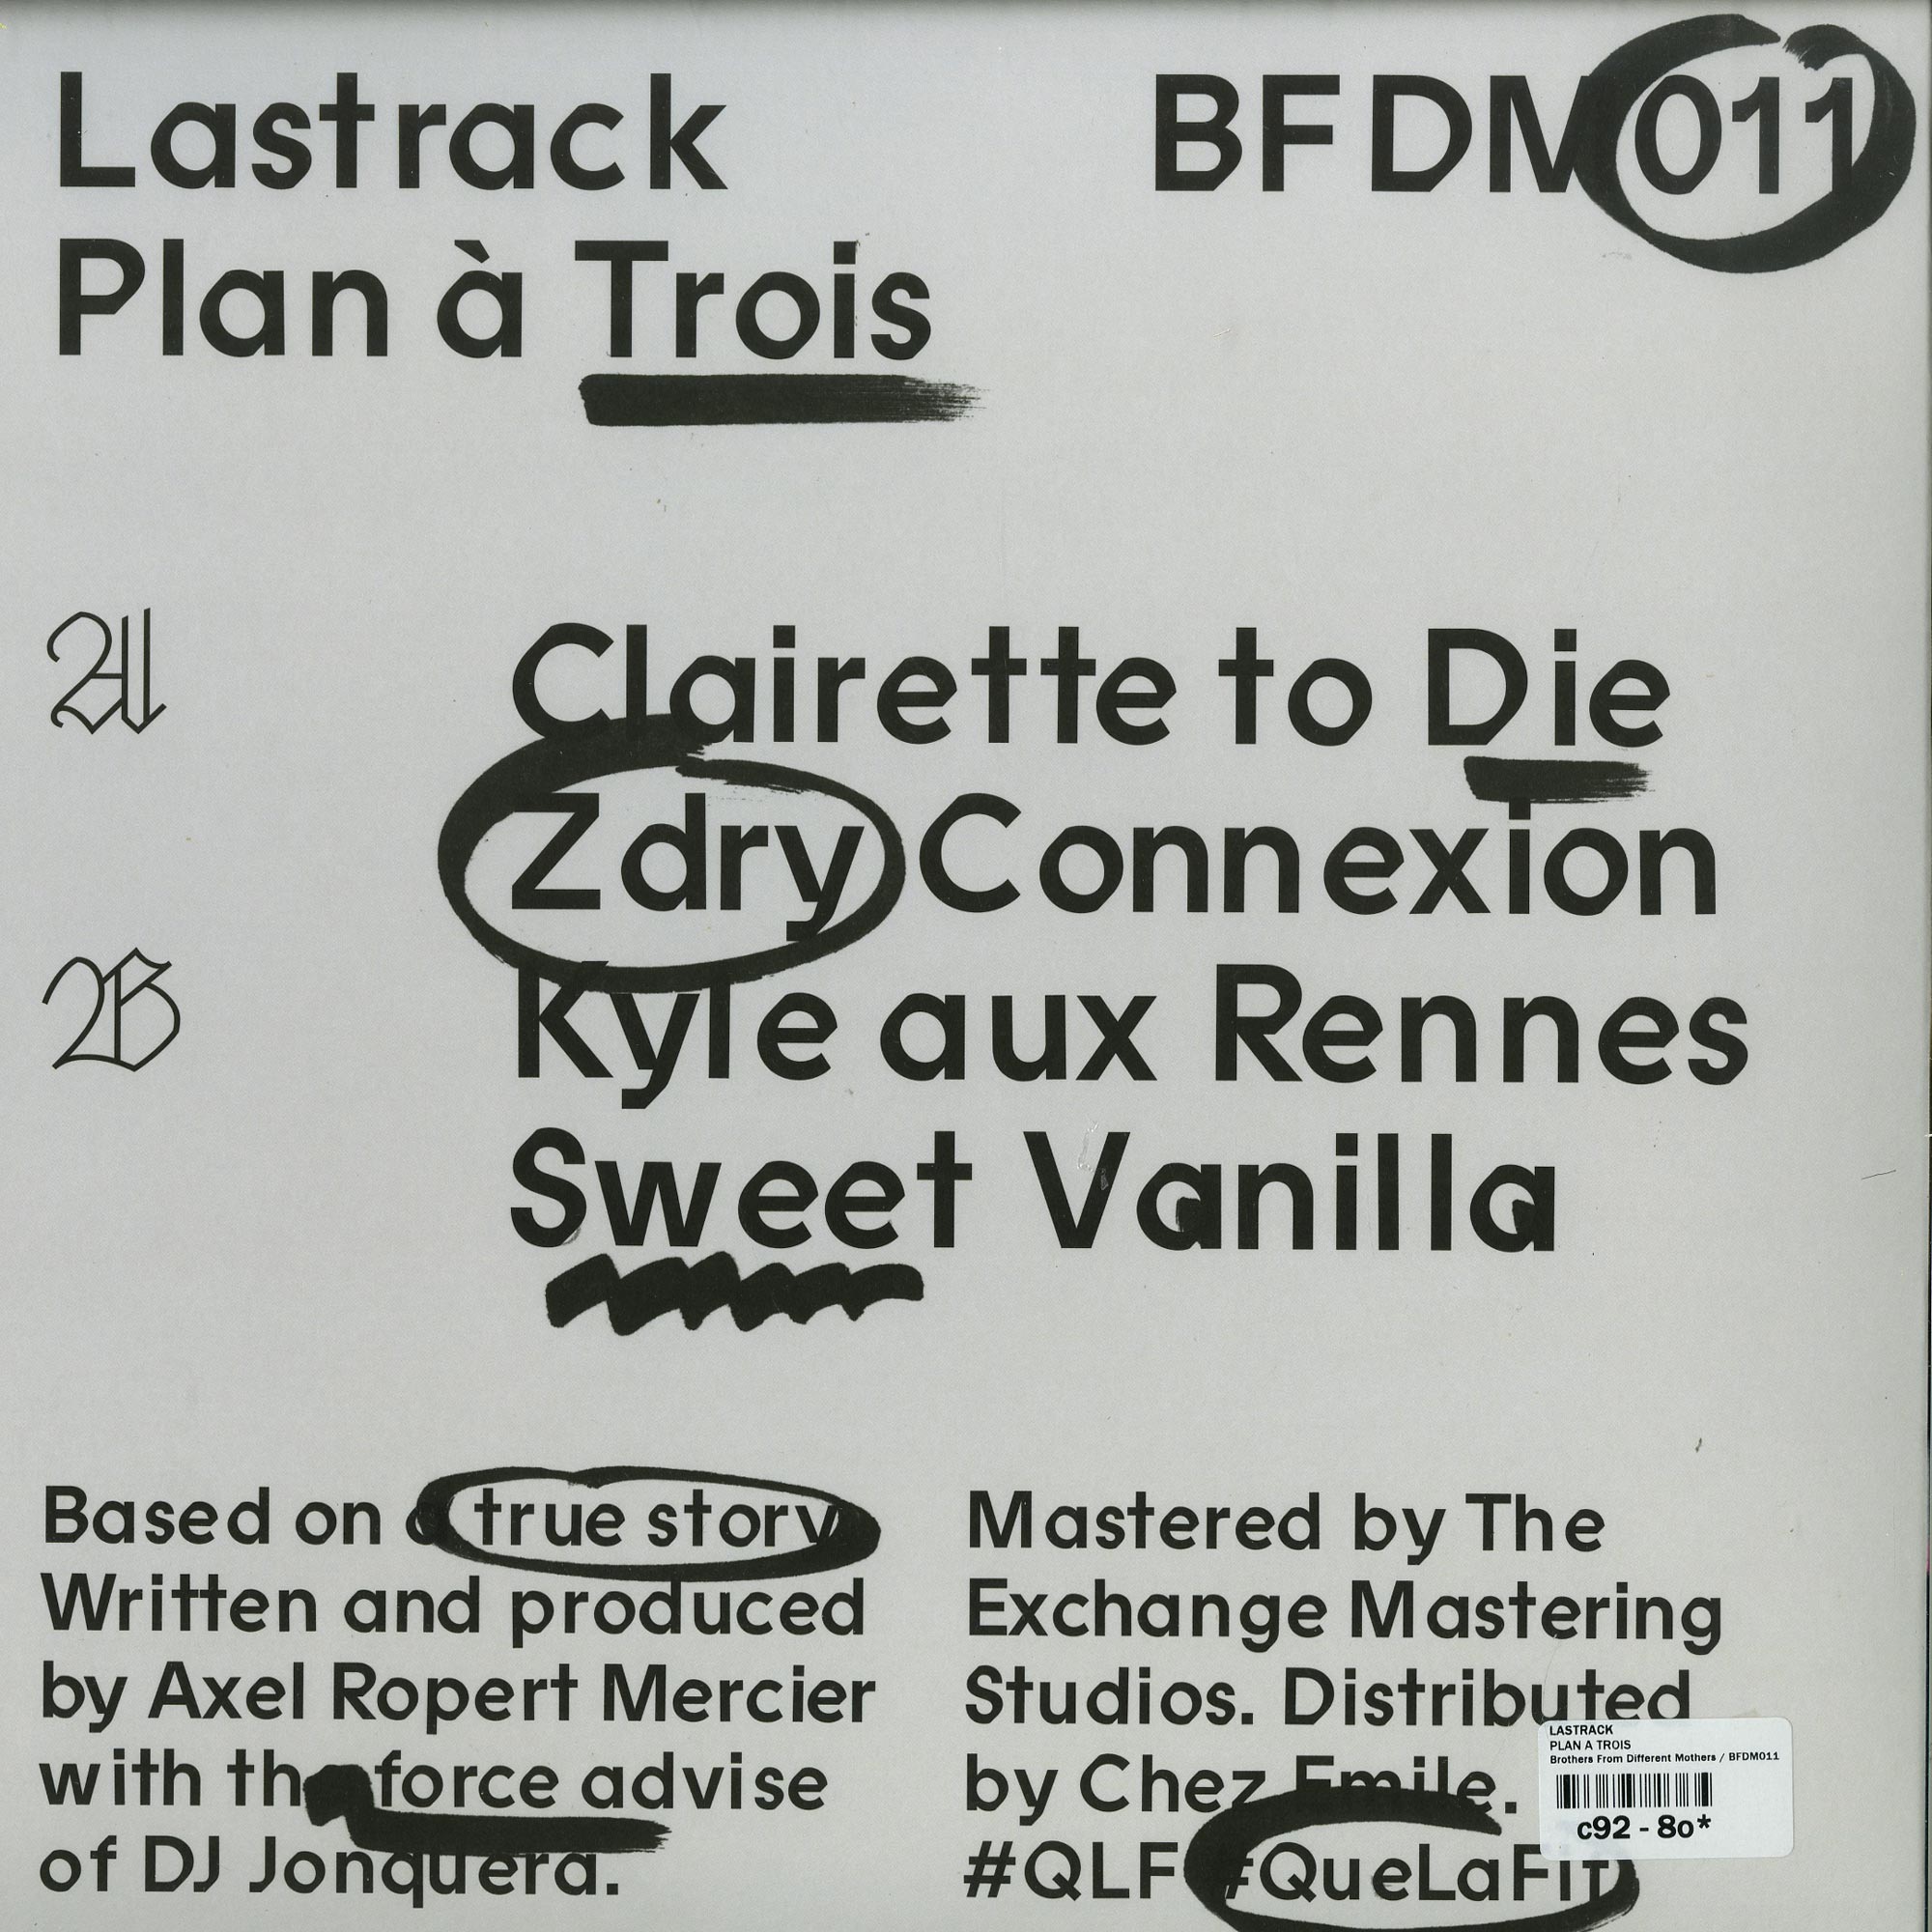 Lastrack
BFDM011
Plan à Trois
A
Clairette to Die
Zdry Connexion
B
Kyle aux Rennes
Sweet Vanilla
Based on a true story
Written and produced
by Axel Ropert Mercier
with the force advise
of DJ Jonquera.
Mastered by The
Exchange Mastering
Studios. Distributed
by Chez Emile.
#QLF #QueLaFit
LASTRACK
PLAN A TROIS
Brothers From Different Mothers / BFDM011
c92 - 80*